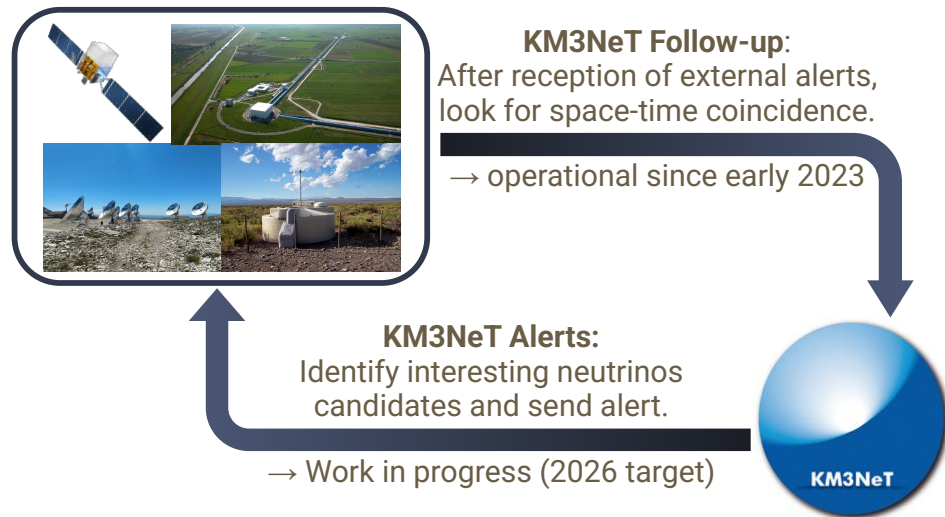 KM3NeT Follow-up:
After reception of external alerts,
look for space-time coincidence.
→ operational since early 2023
KM3NeT Alerts:
Identify interesting neutrinos
candidates and send alert.
→ Work in progress (2026 target)
KM3NeT